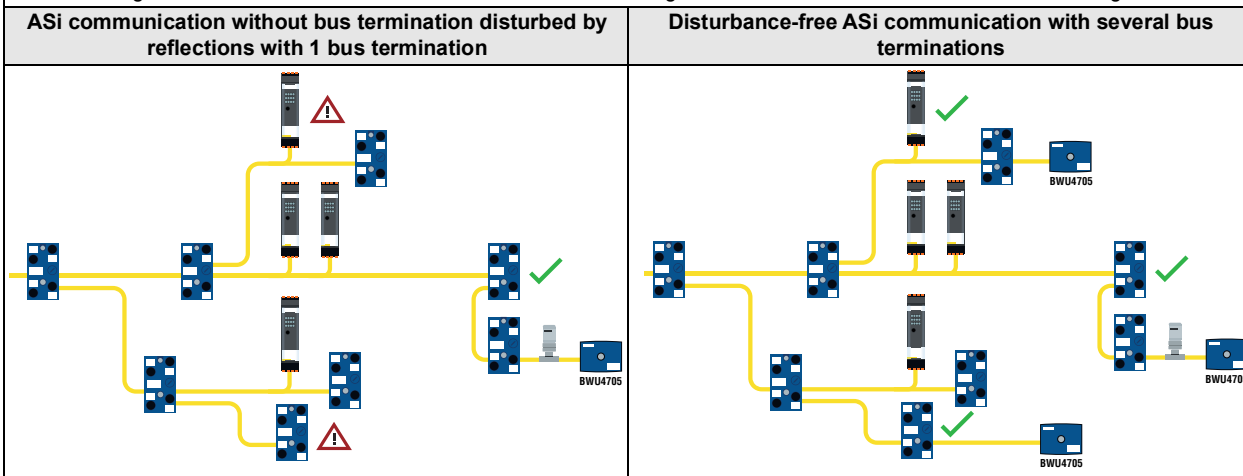 ASi communication without bus termination disturbed by
reflections with 1 bus termination
Disturbance-free ASi communication with several bus
terminations
BWU4705
BWU4705
BWU470
BWU4705